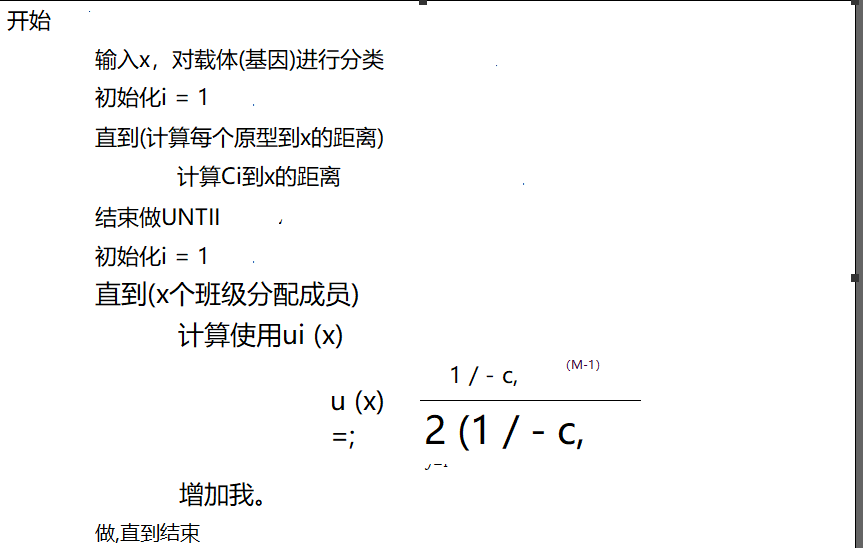 开始
输入x，对载体(基因)进行分类
初始化i = 1
直到(计算每个原型到x的距离)
计算Ci到x的距离
结束做UNTIl
初始化i = 1
直到(x个班级分配成员)
计算使用ui (x)
1 / - c, (M-1)
u (x)
=;
2 (1 / - c,
增加我。
做,直到结束